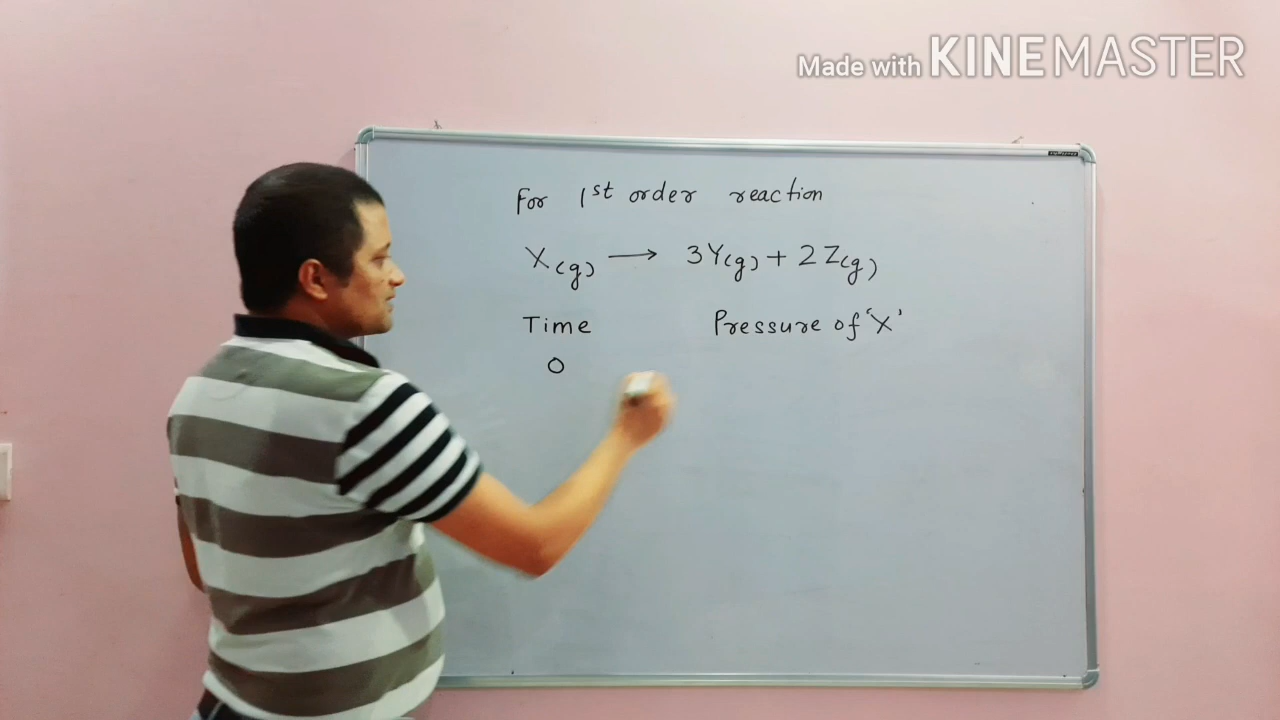 Made with KINEMASTER
For 1st order reaction
X(g) → 3Y(g) + 2Z(g)
Time Pressure of 'X'
0